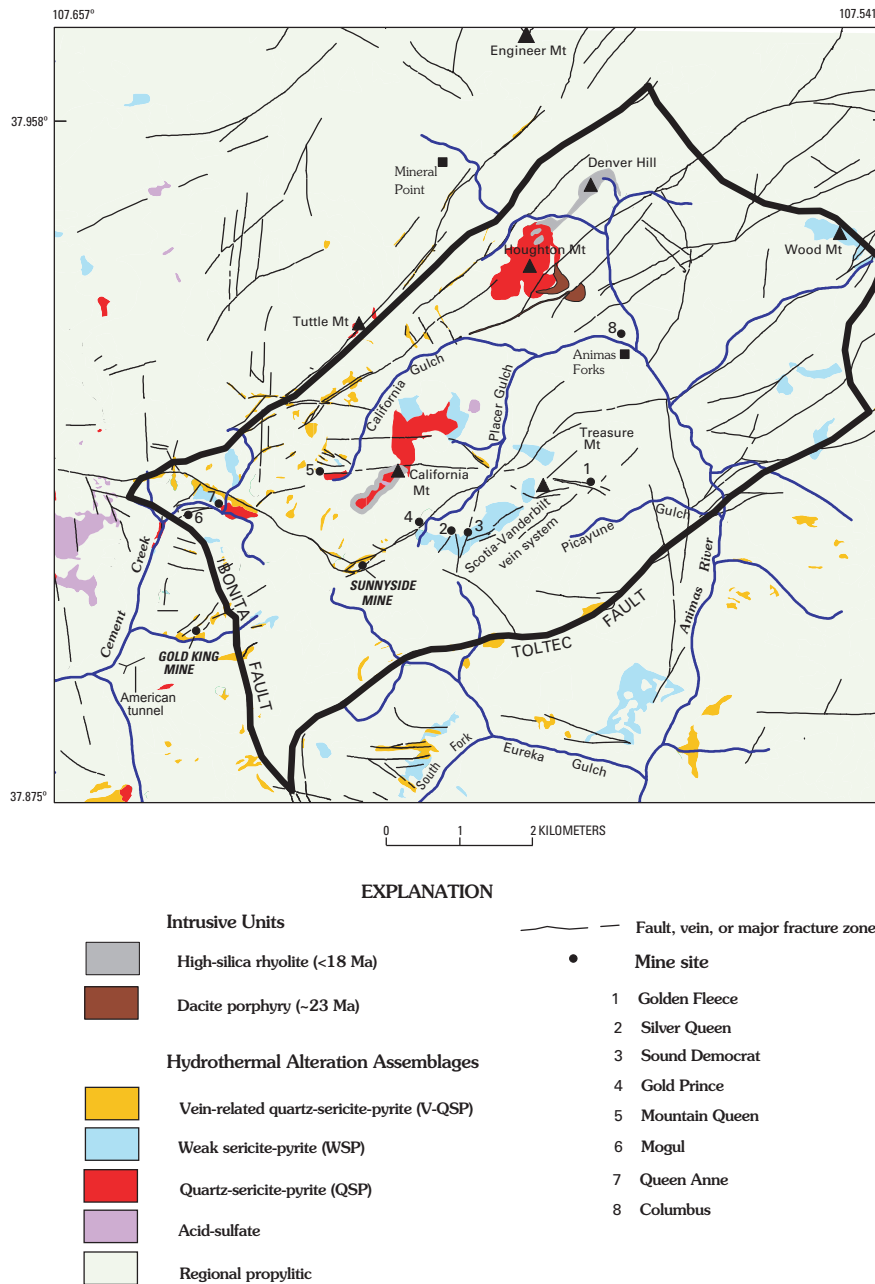 107.657°
107.541°
Engineer Mt
37.958°
Mineral
Point
Denver Hill
Wood Mt
Houghton Mt
Tuttle Mt
8
Animas
Forks
California
Gulch
Placer Gulch
Treasure
Mt
5
California
Mt
1
7
6
4
2
3
Scotia-Vanderbilt
vein system
Picayune
Gulch
Cement
Creek
BONITA
FAULT
SUNNYSIDE
MINE
GOLD KING
MINE
American
tunnel
TOLTEC
FAULT
Animas
River
South
Fork
Eureka
Gulch
37.875°
0 1 2 KILOMETERS
EXPLANATION
Intrusive Units
High-silica rhyolite (<18 Ma)
Dacite porphyry (~23 Ma)
Hydrothermal Alteration Assemblages
Vein-related quartz-sericite-pyrite (V-QSP)
Weak sericite-pyrite (WSP)
Quartz-sericite-pyrite (QSP)
Acid-sulfate
Regional propylitic
Fault, vein, or major fracture zone
Mine site
1 Golden Fleece
2 Silver Queen
3 Sound Democrat
4 Gold Prince
5 Mountain Queen
6 Mogul
7 Queen Anne
8 Columbus